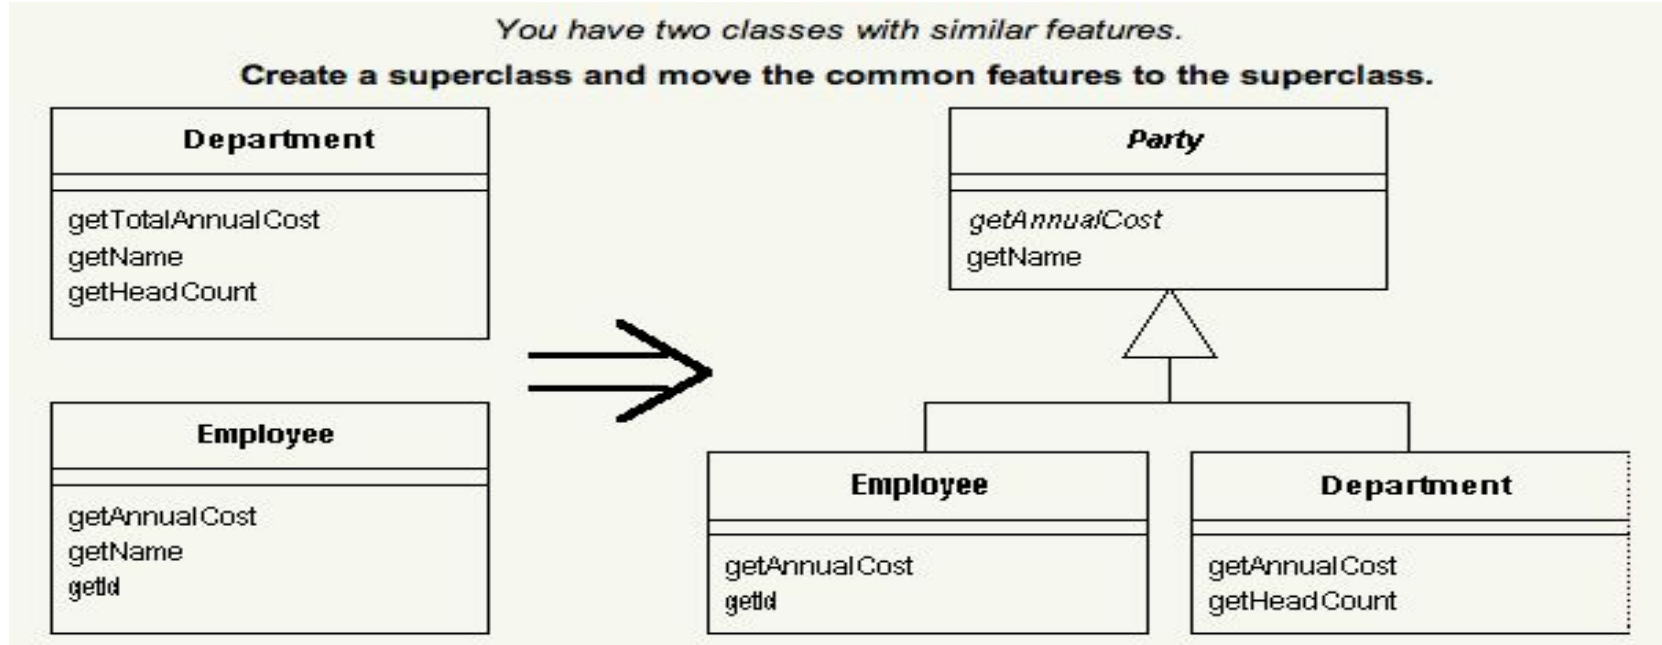 You have two classes with similar features.
Create a superclass and move the common features to the superclass.
Department
getTotalAnnualCost
getName
getHeadCount
Employee
getAnnualCost
getName
getId
Party
getAnnualCost
getName
Employee
getAnnualCost
getId
Department
getAnnualCost
getHeadCount